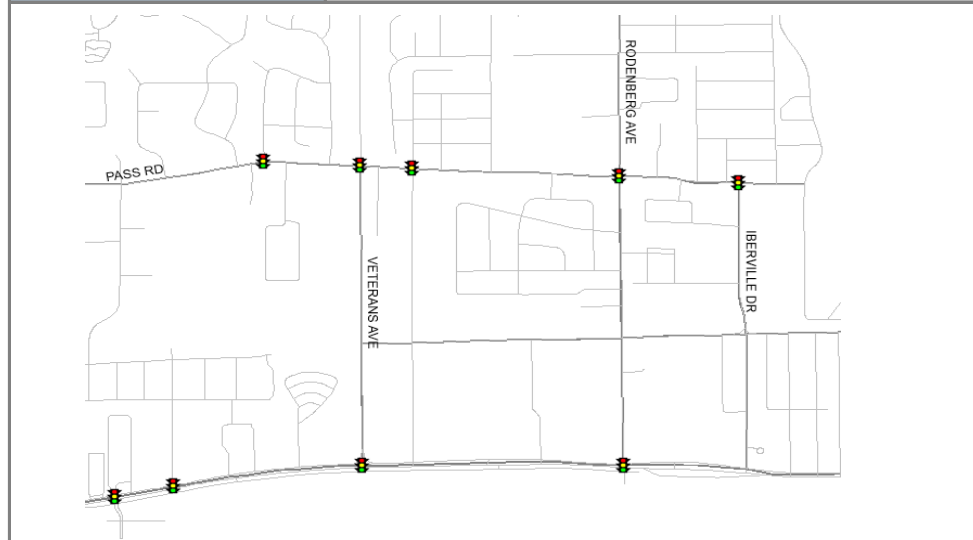 RODENBERG AVE
PASS RD
VETERANS AVE
IBERVILLE DR